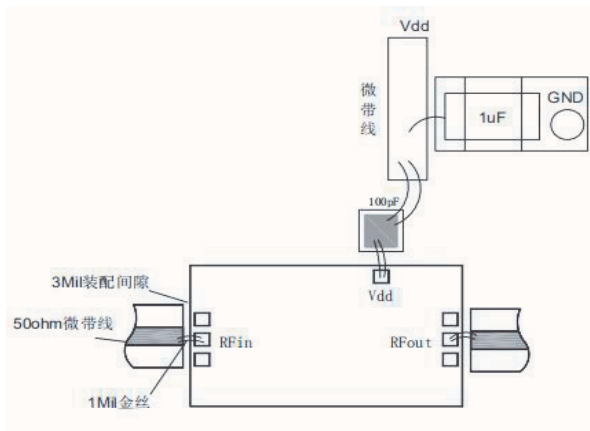 Vdd
微带线
GND
1uF
100pF
3Mil装配间隙
Vdd
50ohm微带线
RFin
RFout
1Mil金丝